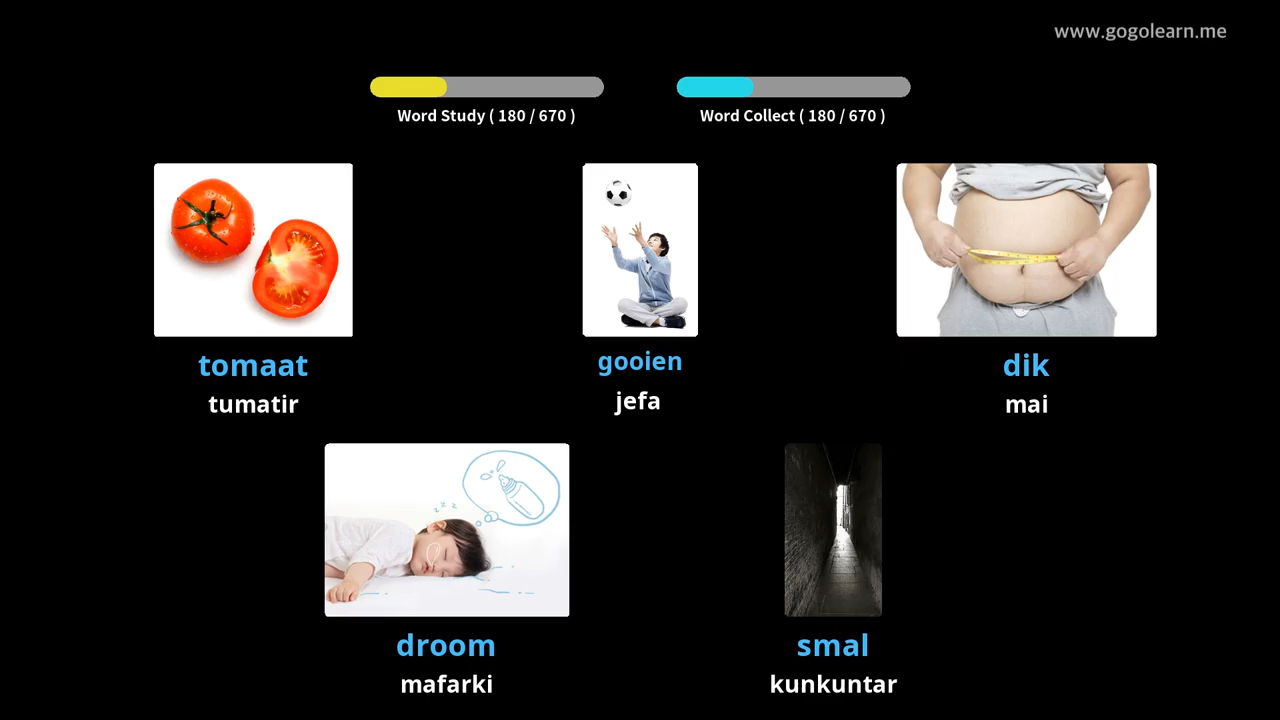 www.gogolearn.me
Word Study ( 180 / 670 )
Word Collect ( 180 / 670 )
tomaat
tumatir
gooien
jefa
dik
mai
droom
mafarki
smal
kunkuntar